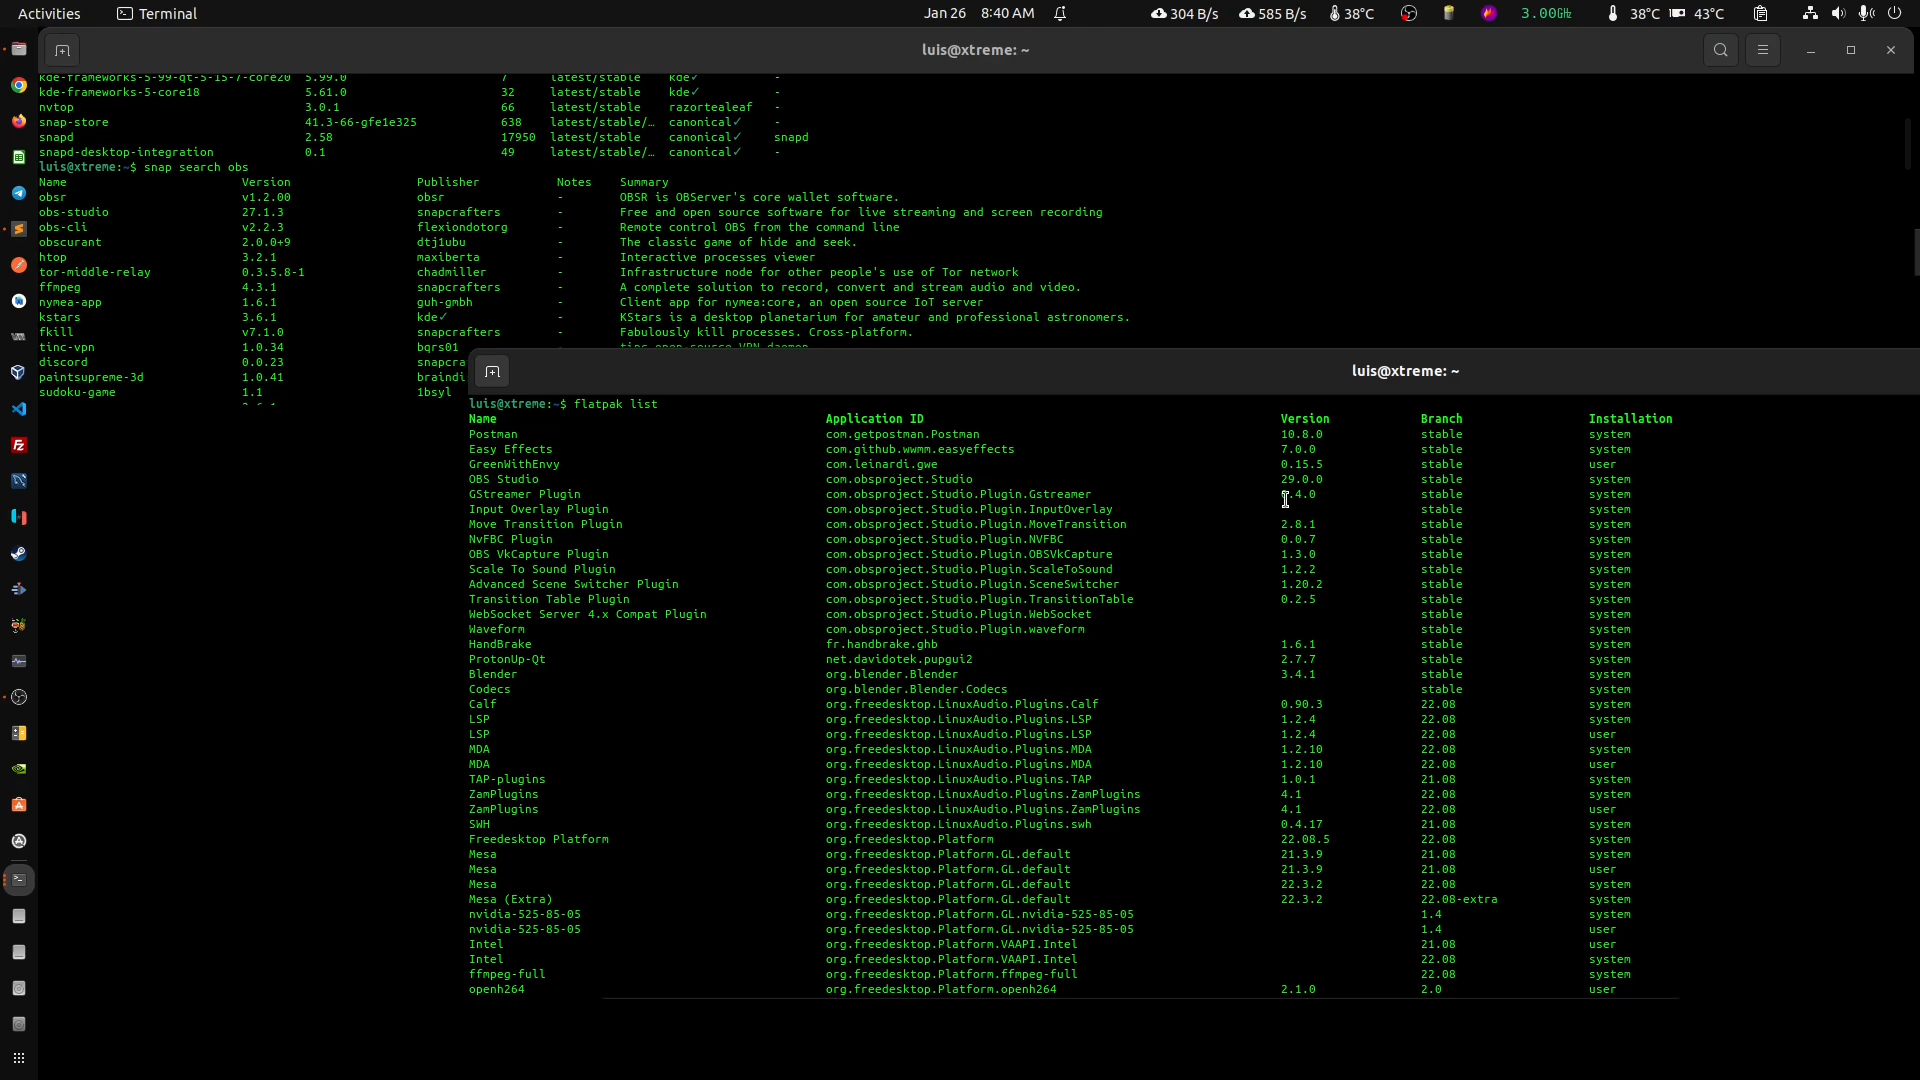 Activities Terminal Jan 26 8:40 AM 304 B/s 585 B/s 38°C 3.00GHz 38°C 43°C
luis@xtreme: ~
kde-frameworks-5-99-qt-5-15-7-core20 5.99.0 7 latest/stable kde✓ -
kde-frameworks-5-core18 5.61.0 32 latest/stable kde✓ -
nvtop 3.0.1 66 latest/stable razortealeaf -
snap-store 41.3-66-gfe1e325 638 latest/stable/… canonical✓ -
snapd 2.58 17950 latest/stable canonical✓ snapd
snapd-desktop-integration 0.1 49 latest/stable/… canonical✓ -
luis@xtreme:~$ snap search obs
Name Version Publisher Notes Summary
obsr v1.2.00 obsr - OBSR is OBServer's core wallet software.
obs-studio 27.1.3 snapcrafters - Free and open source software for live streaming and screen recording
obs-cli v2.2.3 flexiondotorg - Remote control OBS from the command line
obscurant 2.0.0+9 dtj1ubu - The classic game of hide and seek.
htop 3.2.1 maxiberta - Interactive processes viewer
tor-middle-relay 0.3.5.8-1 chadmiller - Infrastructure node for other people's use of Tor network
ffmpeg 4.3.1 snapcrafters - A complete solution to record, convert and stream audio and video.
nymea-app 1.6.1 guh-gmbh - Client app for nymea:core, an open source IoT server
kstars 3.6.1 kde✓ - KStars is a desktop planetarium for amateur and professional astronomers.
fkill v7.1.0 snapcrafters - Fabulously kill processes. Cross-platform.
tinc-vpn 1.0.34 bqrs01 - tinc open-source VPN daemon
discord 0.0.23 snapcra
paintsupreme-3d 1.0.41 braindi
sudoku-game 1.1 1bsyl
luis@xtreme: ~
luis@xtreme:~$ flatpak list
Name Application ID Version Branch Installation
Postman com.getpostman.Postman 10.8.0 stable system
Easy Effects com.github.wwmm.easyeffects 7.0.0 stable system
GreenWithEnvy com.leinardi.gwe 0.15.5 stable user
OBS Studio com.obsproject.Studio 29.0.0 stable system
GStreamer Plugin com.obsproject.Studio.Plugin.Gstreamer .4.0 stable system
Input Overlay Plugin com.obsproject.Studio.Plugin.InputOverlay stable system
Move Transition Plugin com.obsproject.Studio.Plugin.MoveTransition 2.8.1 stable system
NvFBC Plugin com.obsproject.Studio.Plugin.NVFBC 0.0.7 stable system
OBS VkCapture Plugin com.obsproject.Studio.Plugin.OBSVkCapture 1.3.0 stable system
Scale To Sound Plugin com.obsproject.Studio.Plugin.ScaleToSound 1.2.2 stable system
Advanced Scene Switcher Plugin com.obsproject.Studio.Plugin.SceneSwitcher 1.20.2 stable system
Transition Table Plugin com.obsproject.Studio.Plugin.TransitionTable 0.2.5 stable system
WebSocket Server 4.x Compat Plugin com.obsproject.Studio.Plugin.WebSocket stable system
Waveform com.obsproject.Studio.Plugin.waveform stable system
HandBrake fr.handbrake.ghb 1.6.1 stable system
ProtonUp-Qt net.davidotek.pupgui2 2.7.7 stable system
Blender org.blender.Blender 3.4.1 stable system
Codecs org.blender.Blender.Codecs stable system
Calf org.freedesktop.LinuxAudio.Plugins.Calf 0.90.3 22.08 system
LSP org.freedesktop.LinuxAudio.Plugins.LSP 1.2.4 22.08 system
LSP org.freedesktop.LinuxAudio.Plugins.LSP 1.2.4 22.08 user
MDA org.freedesktop.LinuxAudio.Plugins.MDA 1.2.10 22.08 system
MDA org.freedesktop.LinuxAudio.Plugins.MDA 1.2.10 22.08 user
TAP-plugins org.freedesktop.LinuxAudio.Plugins.TAP 1.0.1 21.08 system
ZamPlugins org.freedesktop.LinuxAudio.Plugins.ZamPlugins 4.1 22.08 system
ZamPlugins org.freedesktop.LinuxAudio.Plugins.ZamPlugins 4.1 22.08 user
SWH org.freedesktop.LinuxAudio.Plugins.swh 0.4.17 21.08 system
Freedesktop Platform org.freedesktop.Platform 22.08.5 22.08 system
Mesa org.freedesktop.Platform.GL.default 21.3.9 21.08 system
Mesa org.freedesktop.Platform.GL.default 21.3.9 21.08 user
Mesa org.freedesktop.Platform.GL.default 22.3.2 22.08 system
Mesa (Extra) org.freedesktop.Platform.GL.default 22.3.2 22.08-extra system
nvidia-525-85-05 org.freedesktop.Platform.GL.nvidia-525-85-05 1.4 system
nvidia-525-85-05 org.freedesktop.Platform.GL.nvidia-525-85-05 1.4 user
Intel org.freedesktop.Platform.VAAPI.Intel 21.08 user
Intel org.freedesktop.Platform.VAAPI.Intel 22.08 system
ffmpeg-full org.freedesktop.Platform.ffmpeg-full 22.08 system
openh264 org.freedesktop.Platform.openh264 2.1.0 2.0 user